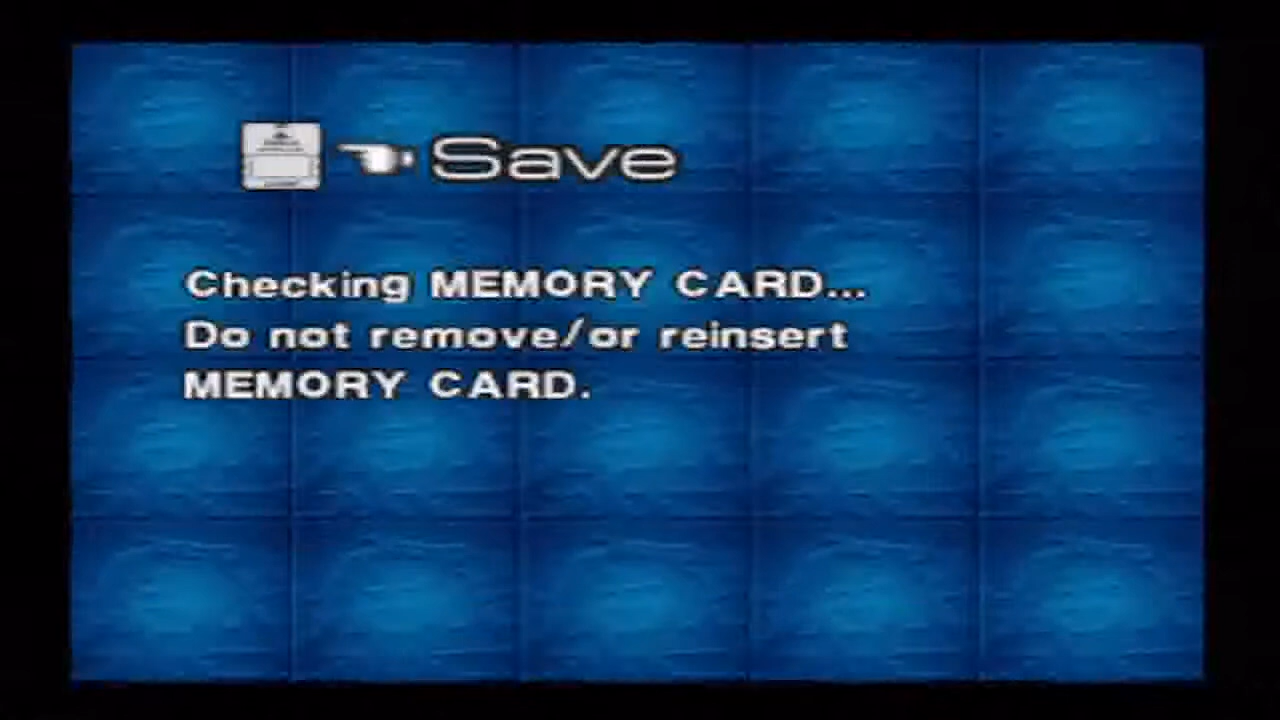 Save
Checking MEMORY CARD...
Do not remove/or reinsert
MEMORY CARD.